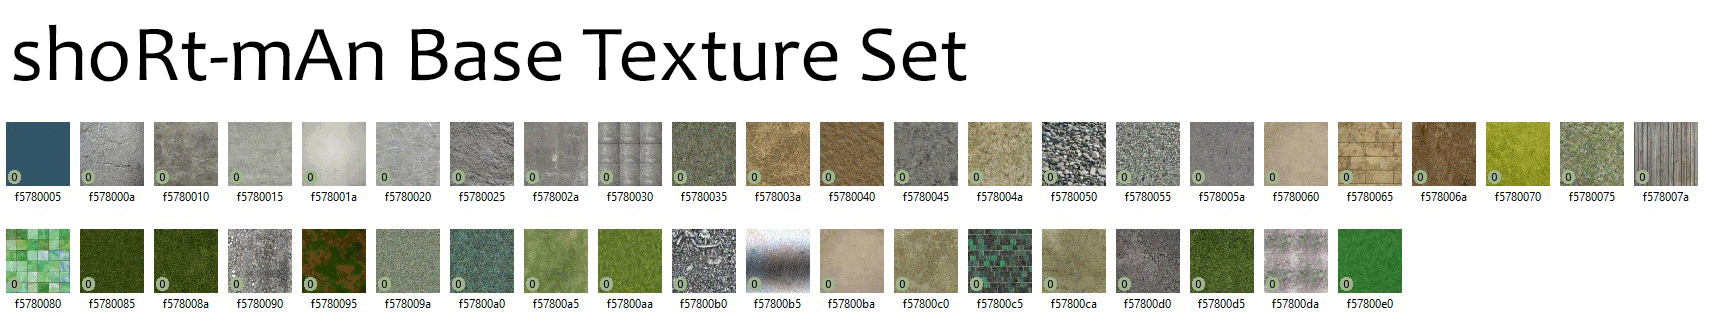 shoRt-mAn Base Texture Set
0 0 0 0 0 0 0 0 0 0 0 0 0 0 0 0 0 0 0 0 0 0 0
f5780005 f578000a f5780010 f5780015 f578001a f5780020 f5780025 f578002a f5780030 f5780035 f578003a f5780040 f5780045 f578004a f5780050 f5780055 f578005a f5780060 f5780065 f578006a f5780070 f5780075 f578007a
0 0 0 0 0 0 0 0 0 0 0 0 0 0 0 0 0 0 0
f5780080 f5780085 f578008a f5780090 f5780095 f578009a f57800a0 f57800a5 f57800aa f57800b0 f57800b5 f57800ba f57800c0 f57800c5 f57800ca f57800d0 f57800d5 f57800da f57800e0